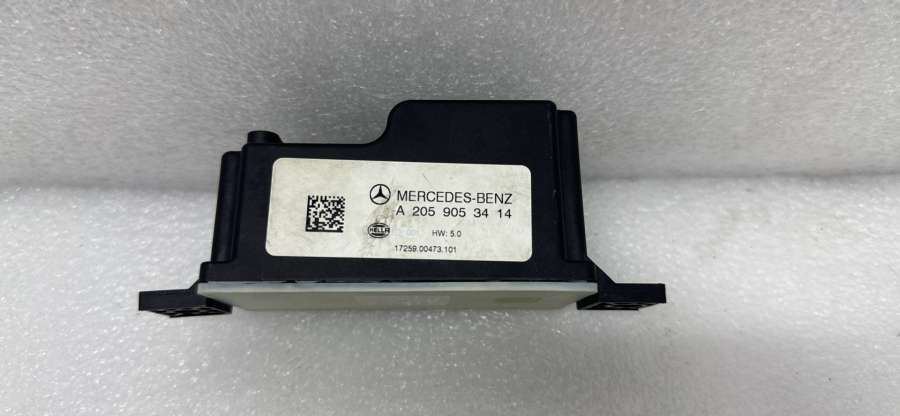 MERCEDES-BENZ
A 205 905 34 14
HELLA HW: 5.0
17259.00473.101